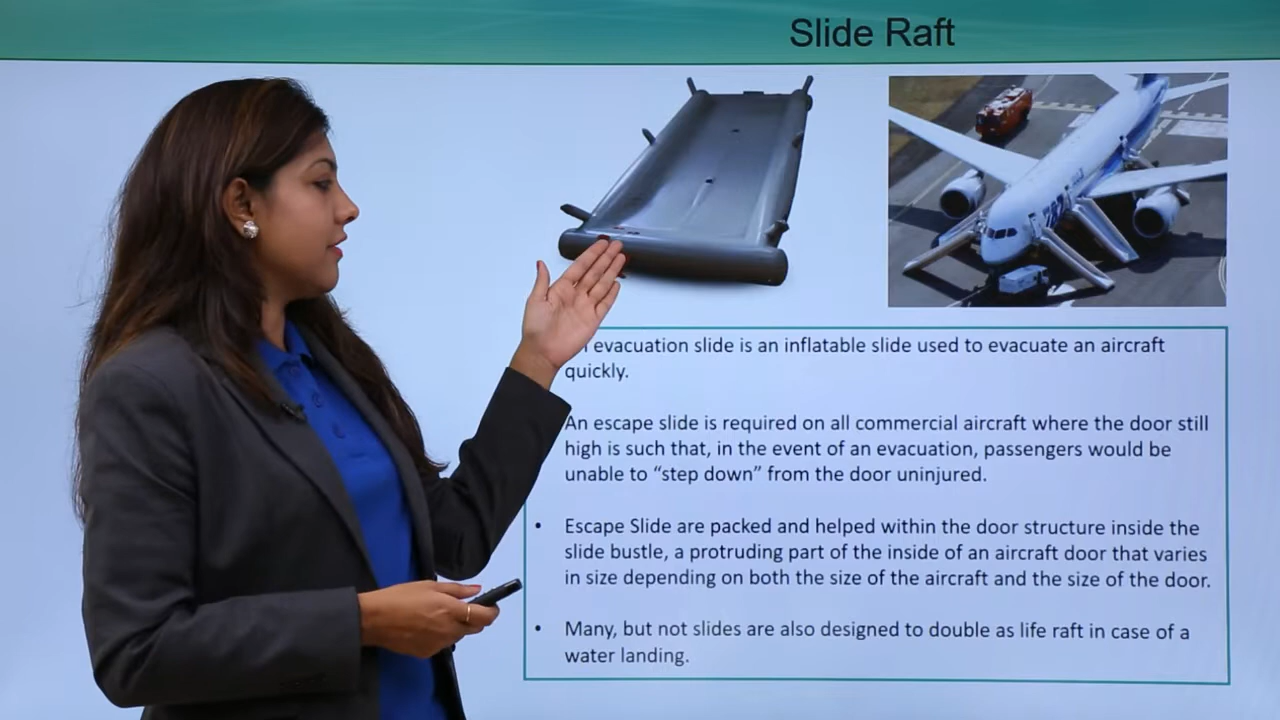 Slide Raft
787
evacuation slide is an inflatable slide used to evacuate an aircraft
quickly.
An escape slide is required on all commercial aircraft where the door still
high is such that, in the event of an evacuation, passengers would be
unable to “step down” from the door uninjured.
• Escape Slide are packed and helped within the door structure inside the
slide bustle, a protruding part of the inside of an aircraft door that varies
in size depending on both the size of the aircraft and the size of the door.
• Many, but not slides are also designed to double as life raft in case of a
water landing.